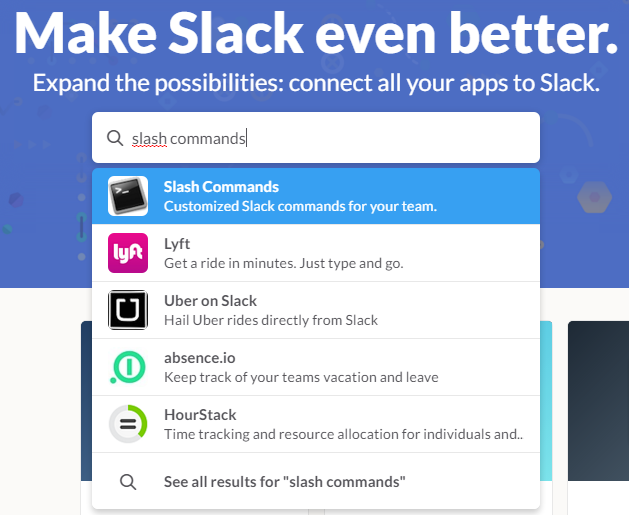 Make Slack even better.
Expand the possibilities: connect all your apps to Slack.
slash commands
Slash Commands
Customized Slack commands for your team.
lyft
Lyft
Get a ride in minutes. Just type and go.
Uber on Slack
Hail Uber rides directly from Slack
absence.io
Keep track of your teams vacation and leave
HourStack
Time tracking and resource allocation for individuals and..
See all results for "slash commands"